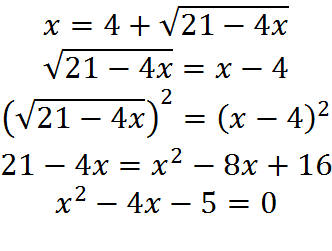 x = 4 + √(21 − 4x)
√(21 − 4x) = x − 4
(√(21 − 4x))² = (x − 4)²
21 − 4x = x² − 8x + 16
x² − 4x − 5 = 0